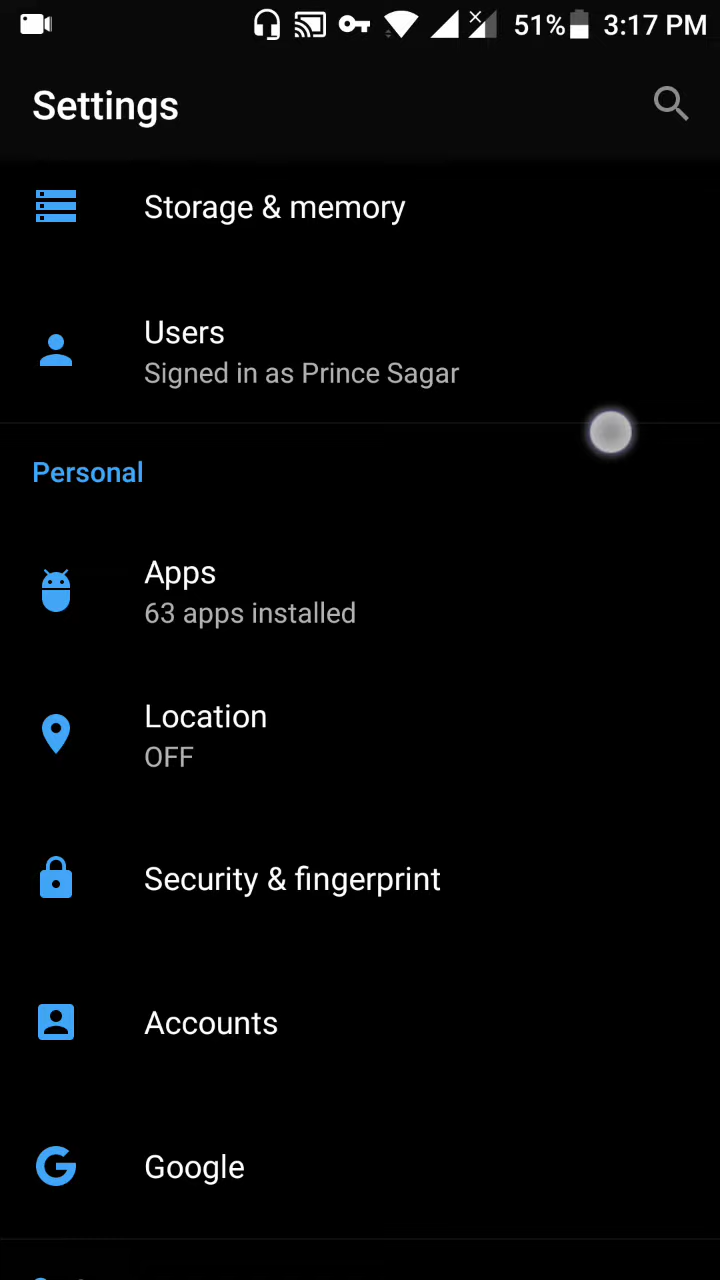 51% 3:17 PM
Settings
Storage & memory
Users
Signed in as Prince Sagar
Personal
Apps
63 apps installed
Location
OFF
Security & fingerprint
Accounts
Google